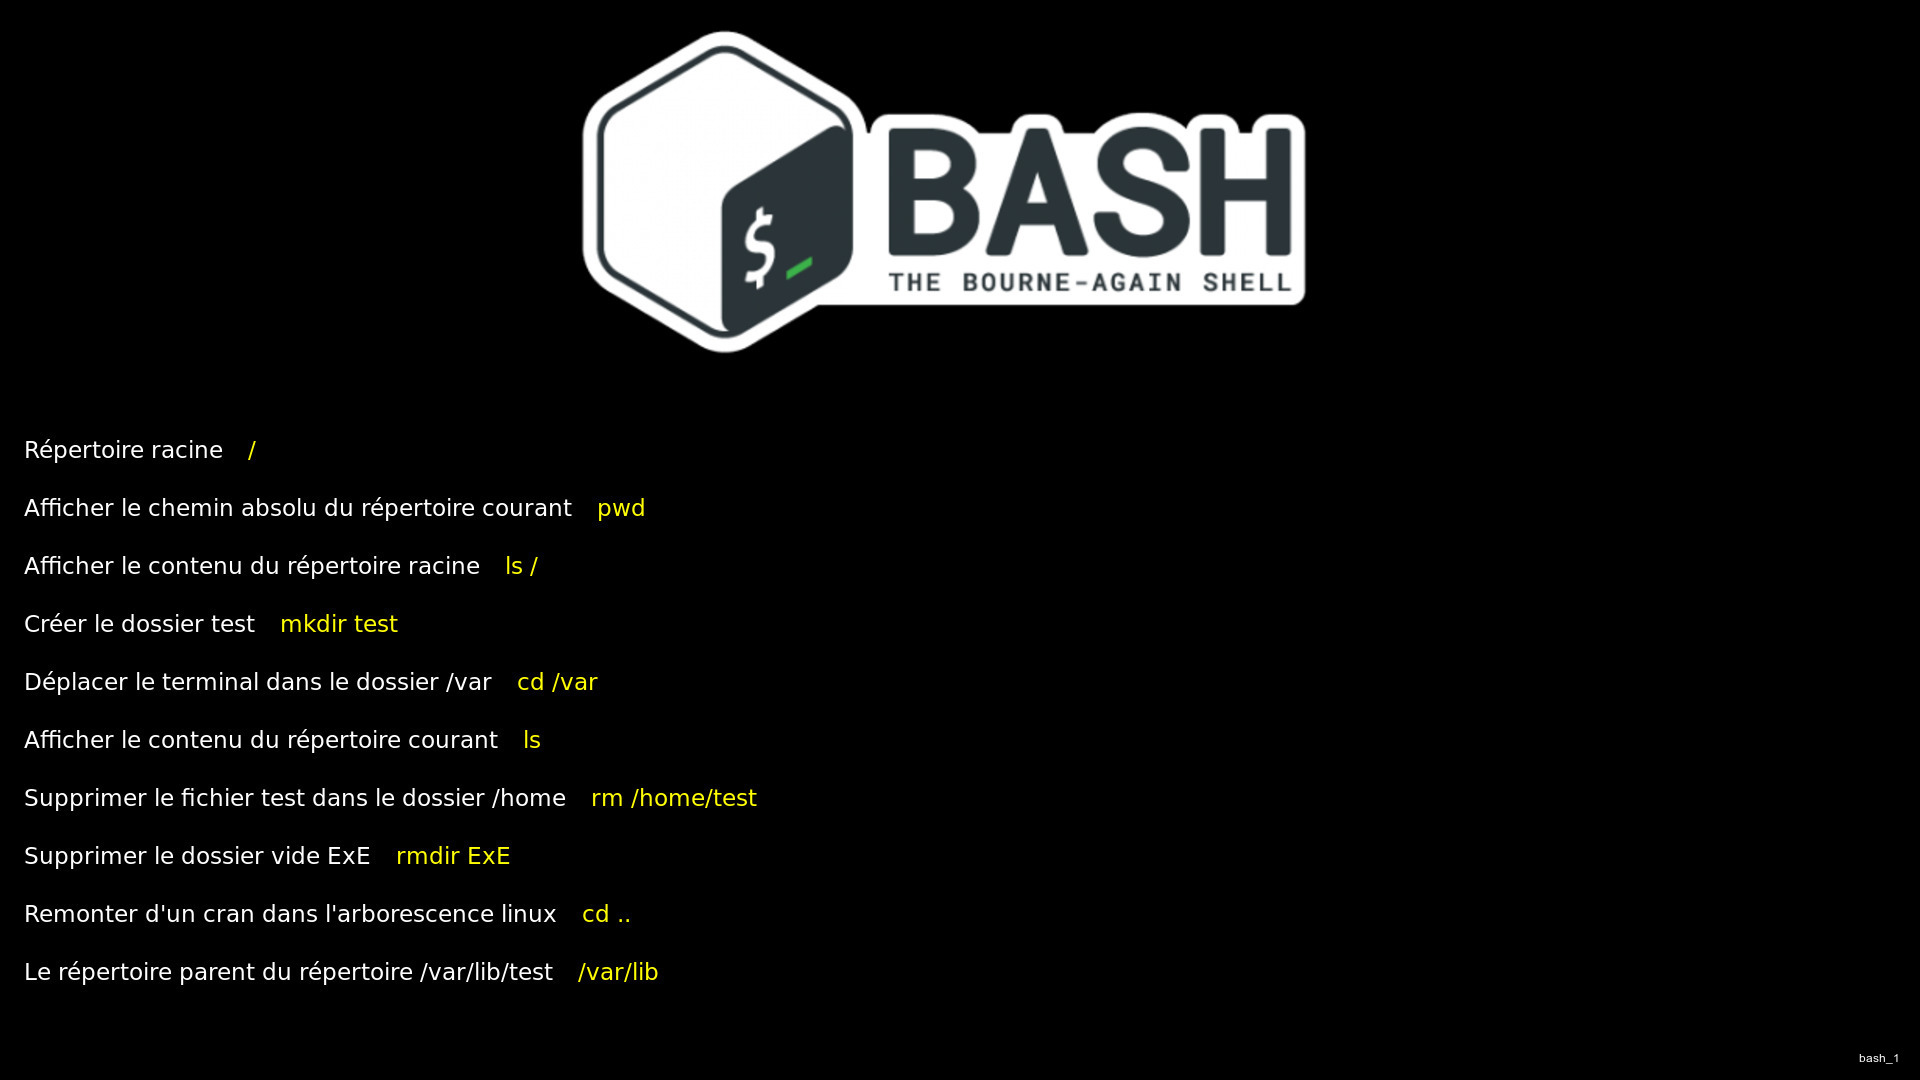 $_
BASH
THE BOURNE-AGAIN SHELL
Répertoire racine /
Afficher le chemin absolu du répertoire courant pwd
Afficher le contenu du répertoire racine ls /
Créer le dossier test mkdir test
Déplacer le terminal dans le dossier /var cd /var
Afficher le contenu du répertoire courant ls
Supprimer le fichier test dans le dossier /home rm /home/test
Supprimer le dossier vide ExE rmdir ExE
Remonter d'un cran dans l'arborescence linux cd ..
Le répertoire parent du répertoire /var/lib/test /var/lib
bash_1